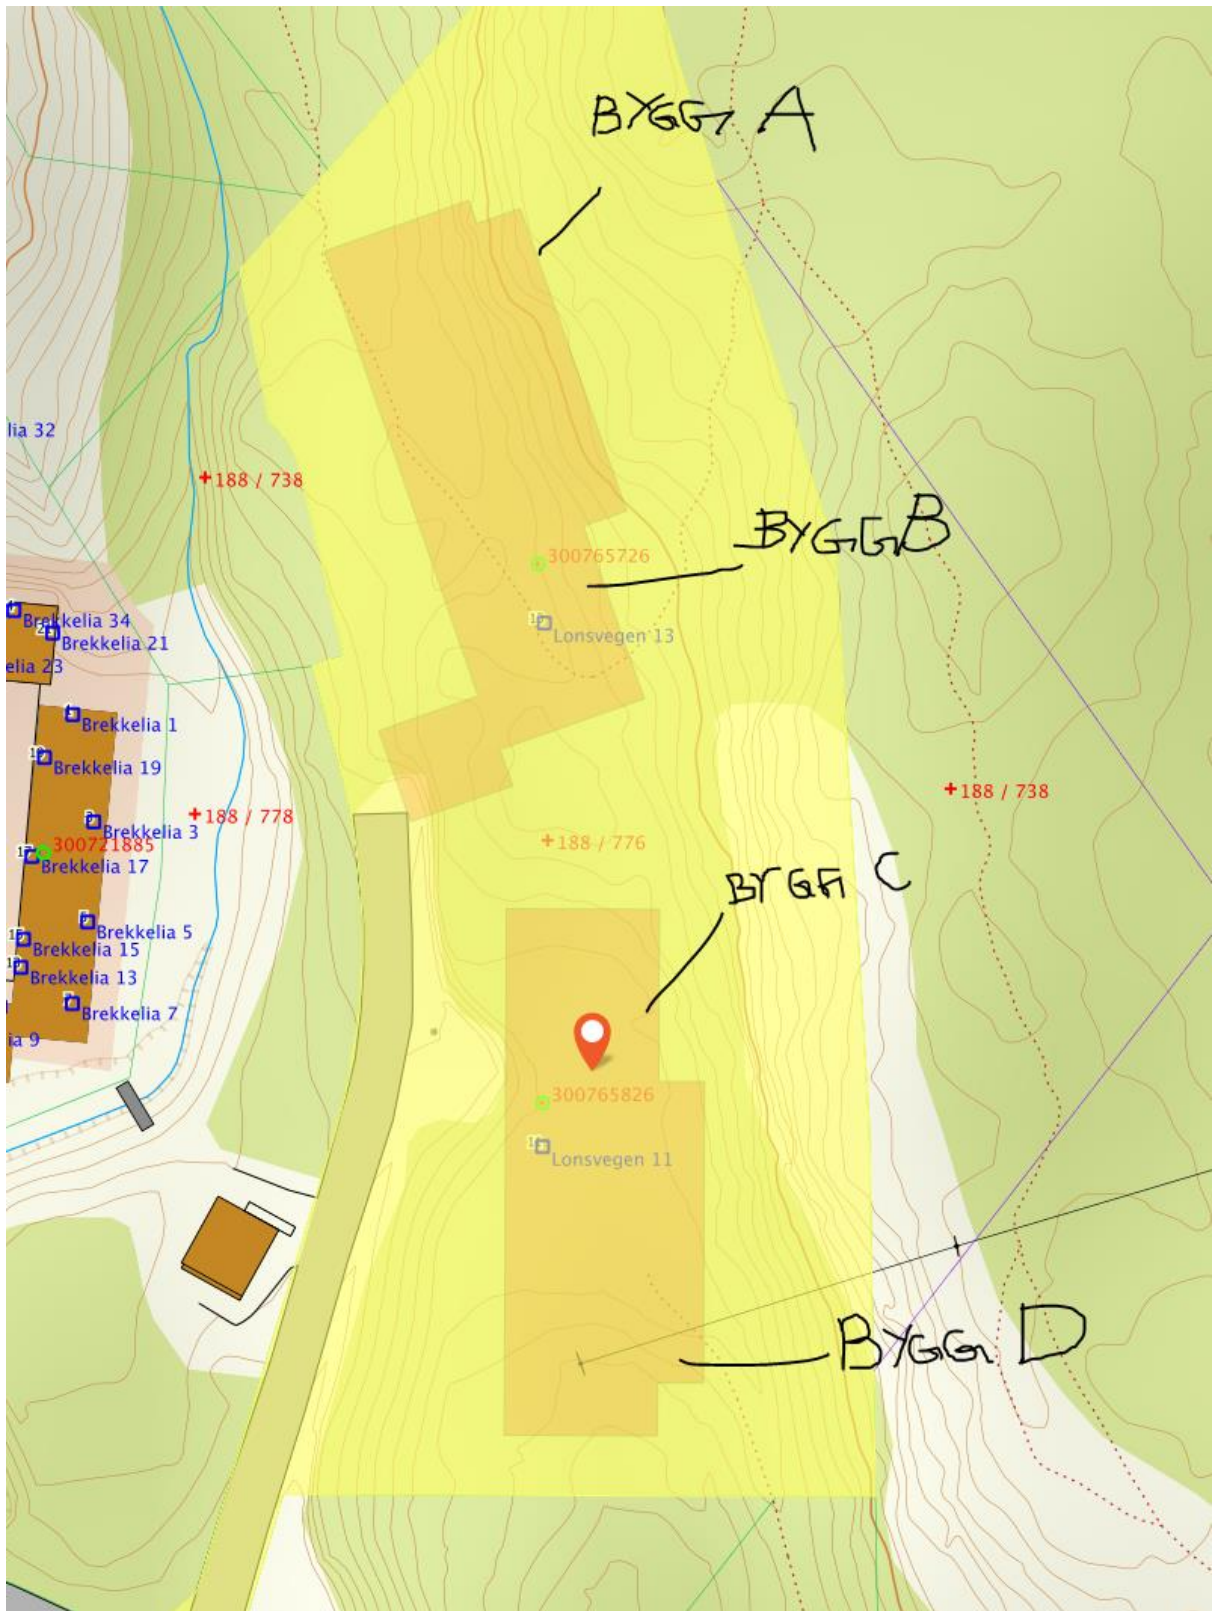 BYGG A
lia 32
188 / 738
BYGG B
300765726
Brekkelia 34
Lonsvegen 13
Brekkelia 21
elia 23
Brekkelia 1
Brekkelia 19
188 / 738
188 / 778
Brekkelia 3
188 / 776
300721885
Brekkelia 17
BYGG C
Brekkelia 5
Brekkelia 15
Brekkelia 13
Brekkelia 7
ia 9
300765826
Lonsvegen 11
BYGG D